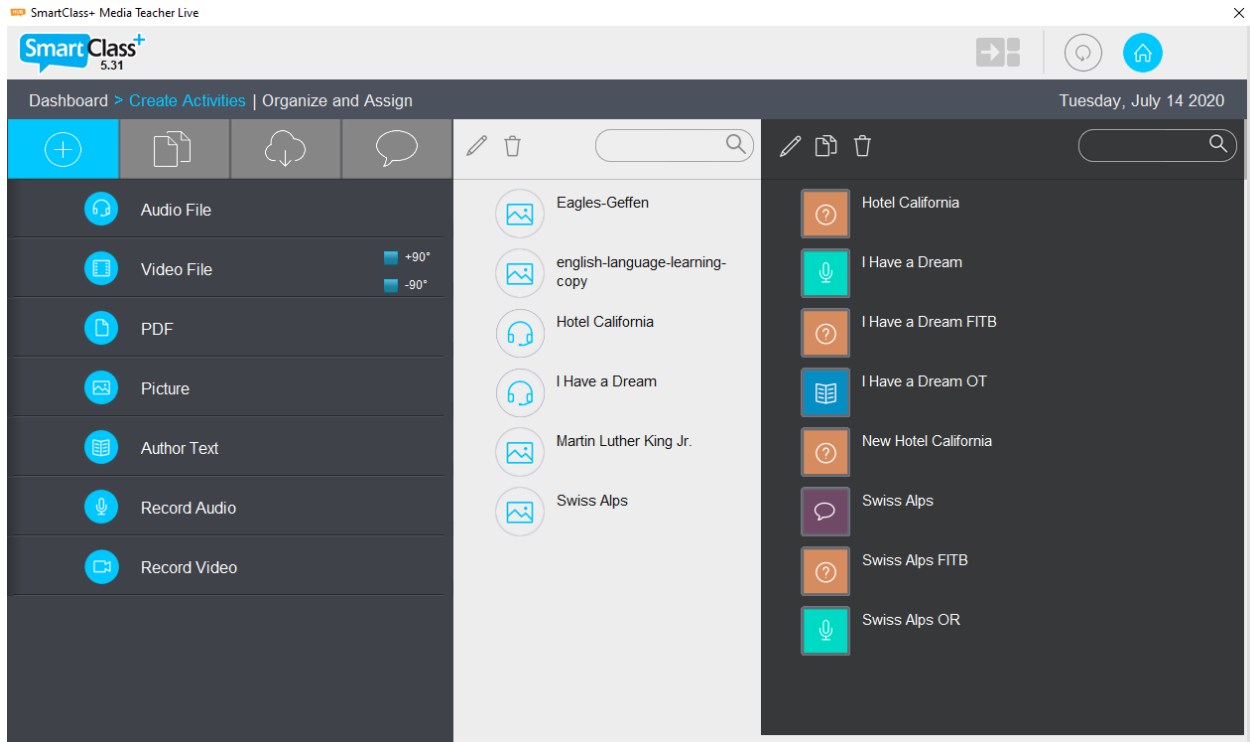 SmartClass+ Media Teacher Live
SmartClass+
5.31
Dashboard > Create Activities | Organize and Assign
Tuesday, July 14 2020
Audio File
Video File
+90°
-90°
PDF
Picture
Author Text
Record Audio
Record Video
Eagles-Geffen
english-language-learning-
copy
Hotel California
I Have a Dream
Martin Luther King Jr.
Swiss Alps
Hotel California
I Have a Dream
I Have a Dream FITB
I Have a Dream OT
New Hotel California
Swiss Alps
Swiss Alps FITB
Swiss Alps OR